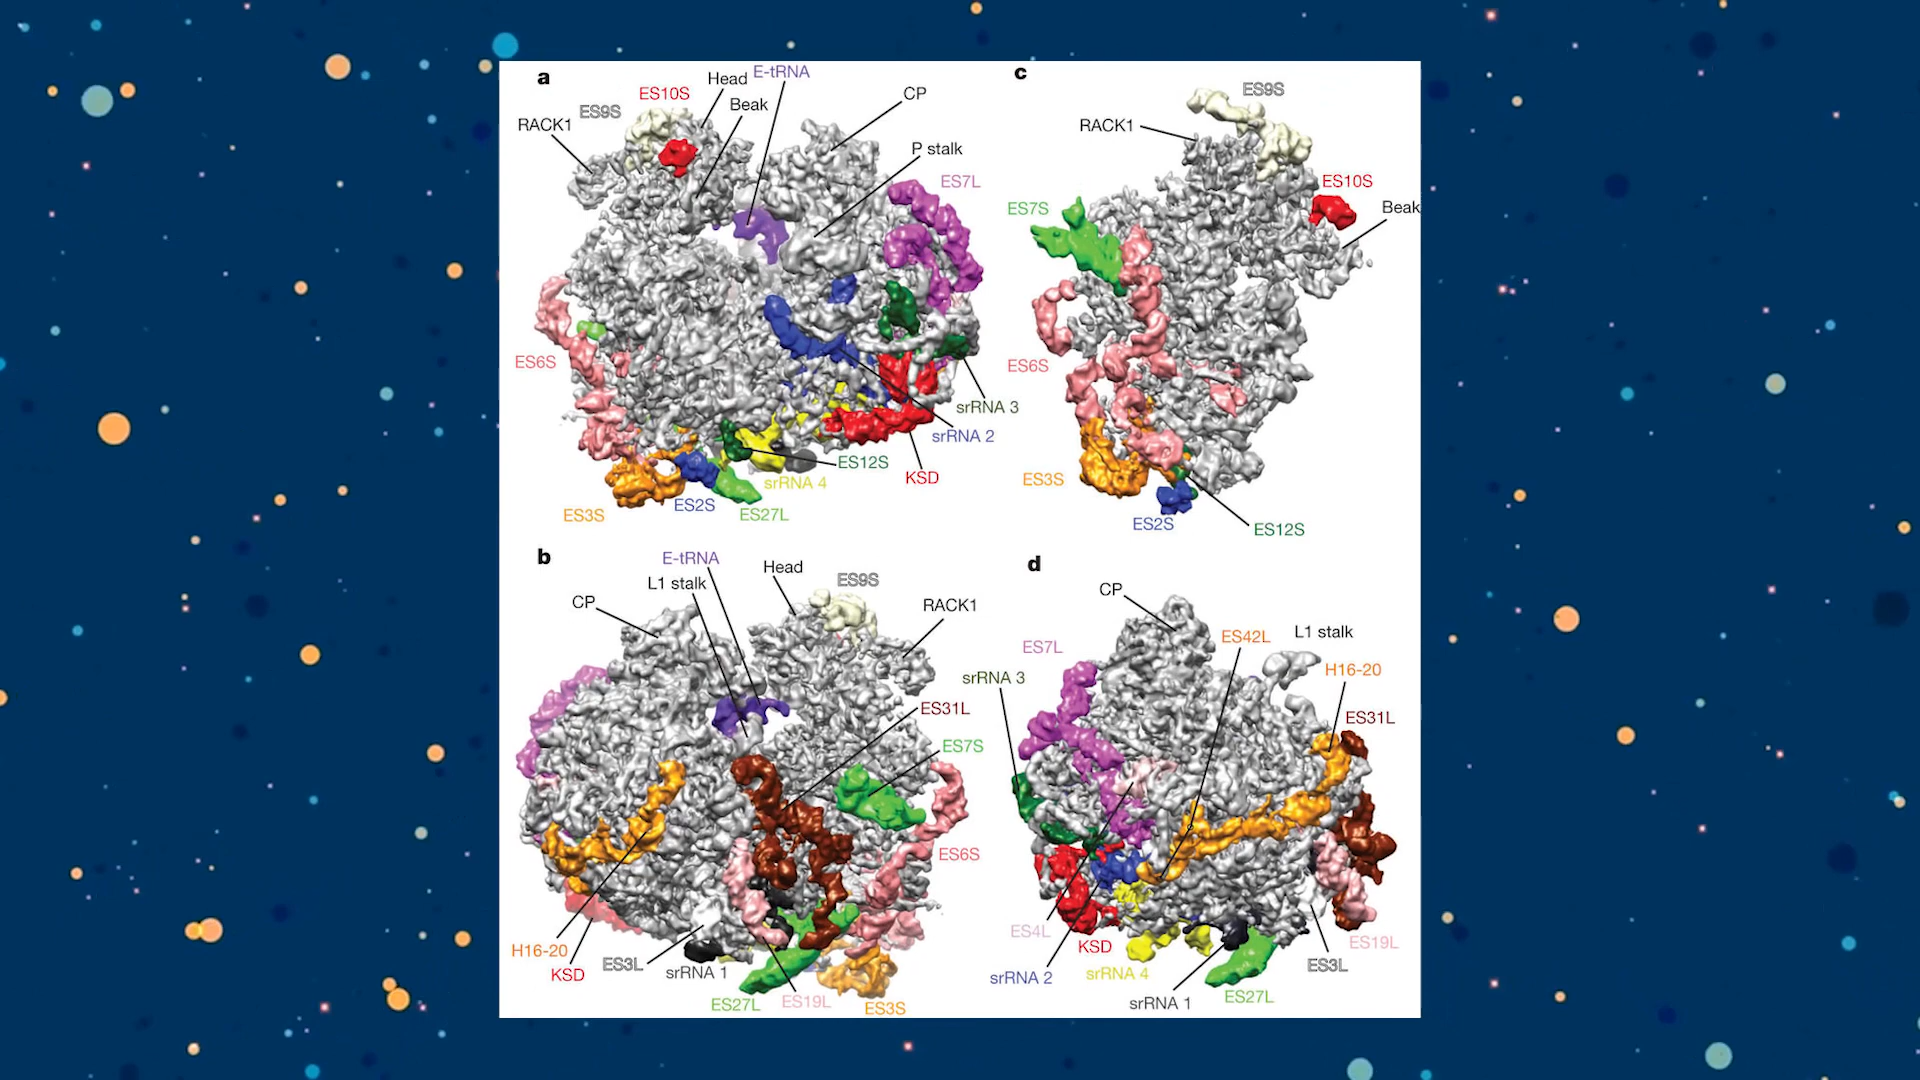 a
Head
E-tRNA
ES10S
Beak
CP
ES9S
RACK1
P stalk
ES7L
ES6S
srRNA 3
srRNA 2
ES12S
KSD
srRNA 4
ES2S
ES3S
ES27L
c
ES9S
RACK1
ES10S
ES7S
Beak
ES6S
ES3S
ES2S
ES12S
b
E-tRNA
Head
L1 stalk
ES9S
CP
RACK1
ES31L
ES7S
ES6S
H16-20
KSD
ES3L
srRNA 1
ES27L
ES19L
ES3S
d
CP
ES42L
L1 stalk
ES7L
H16-20
srRNA 3
ES31L
ES4L
KSD
ES19L
srRNA 2
srRNA 4
ES3L
srRNA 1
ES27L